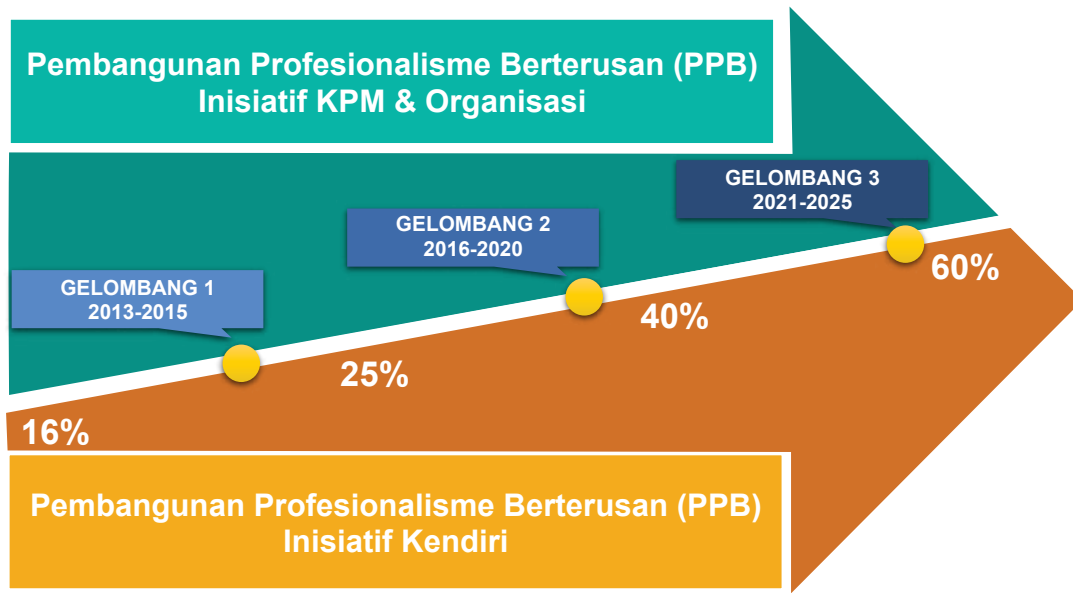 Pembangunan Profesionalisme Berterusan (PPB)
Inisiatif KPM & Organisasi
GELOMBANG 3
2021-2025
GELOMBANG 2
2016-2020
GELOMBANG 1
2013-2015
60%
40%
25%
16%
Pembangunan Profesionalisme Berterusan (PPB)
Inisiatif Kendiri